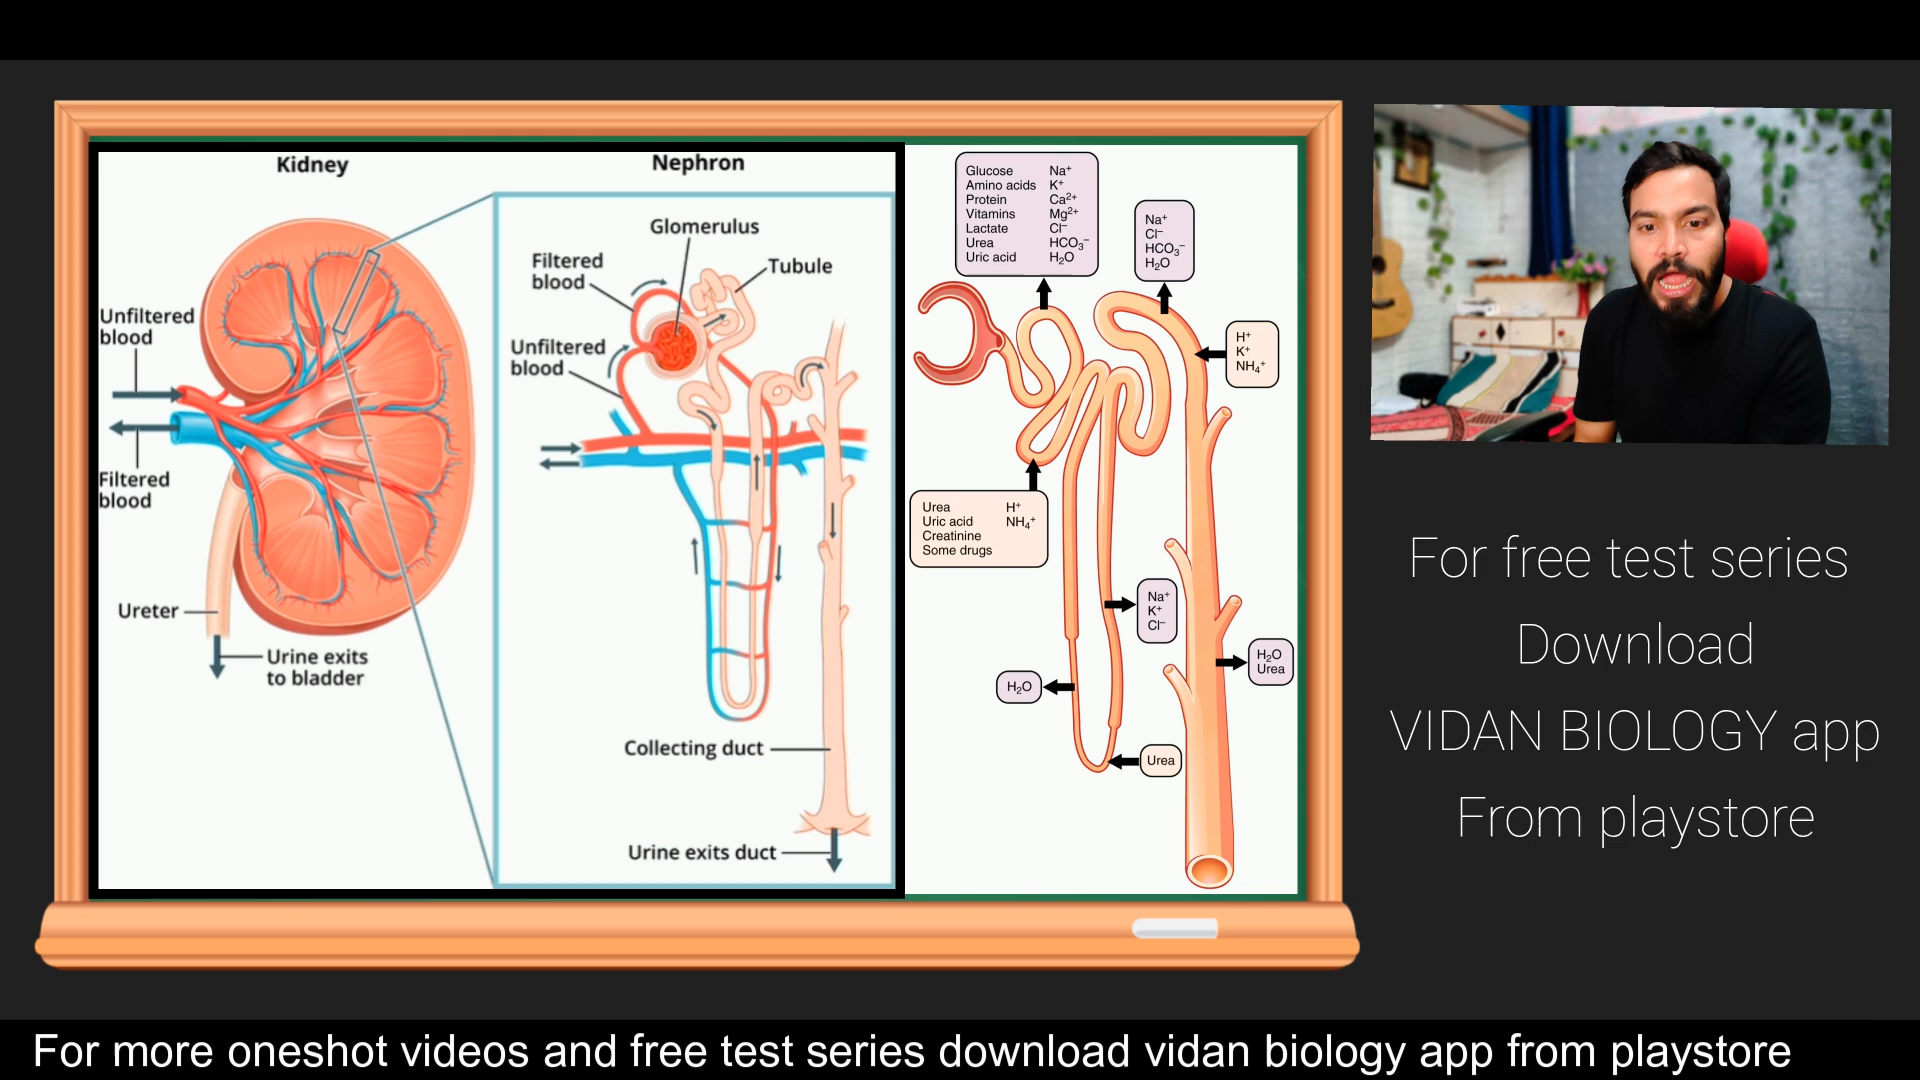 Kidney
Unfiltered
blood
Filtered
blood
Ureter
Urine exits
to bladder
Nephron
Glomerulus
Filtered
blood
Tubule
Unfiltered
blood
Collecting duct
Urine exits duct
Glucose Na⁺
Amino acids K⁺
Protein Ca²⁺
Vitamins Mg²⁺
Lactate Cl⁻
Urea HCO₃⁻
Uric acid H₂O
Na⁺
Cl⁻
HCO₃⁻
H₂O
H⁺
K⁺
NH₄⁺
Urea H⁺
Uric acid NH₄⁺
Creatinine
Some drugs
Na⁺
K⁺
Cl⁻
H₂O
Urea
H₂O
Urea
For free test series
Download
VIDAN BIOLOGY app
From playstore
For more oneshot videos and free test series download vidan biology app from playstore